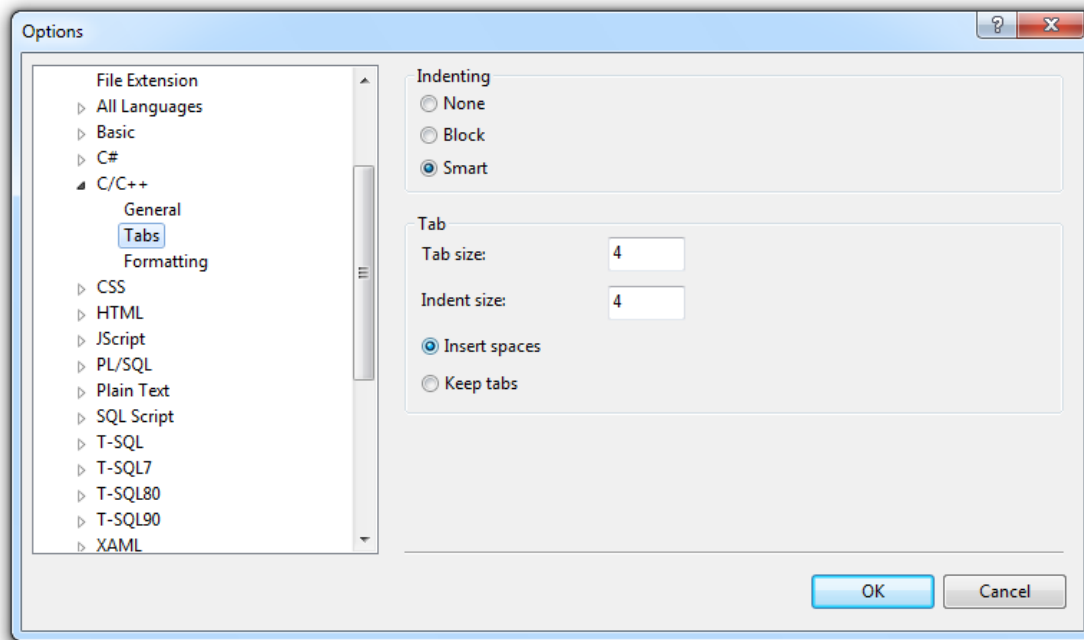 Options
File Extension
All Languages
Basic
C#
C/C++
General
Tabs
Formatting
CSS
HTML
JScript
PL/SQL
Plain Text
SQL Script
T-SQL
T-SQL7
T-SQL80
T-SQL90
XAML
Indenting
None
Block
Smart
Tab
Tab size: 4
Indent size: 4
Insert spaces
Keep tabs
OK Cancel